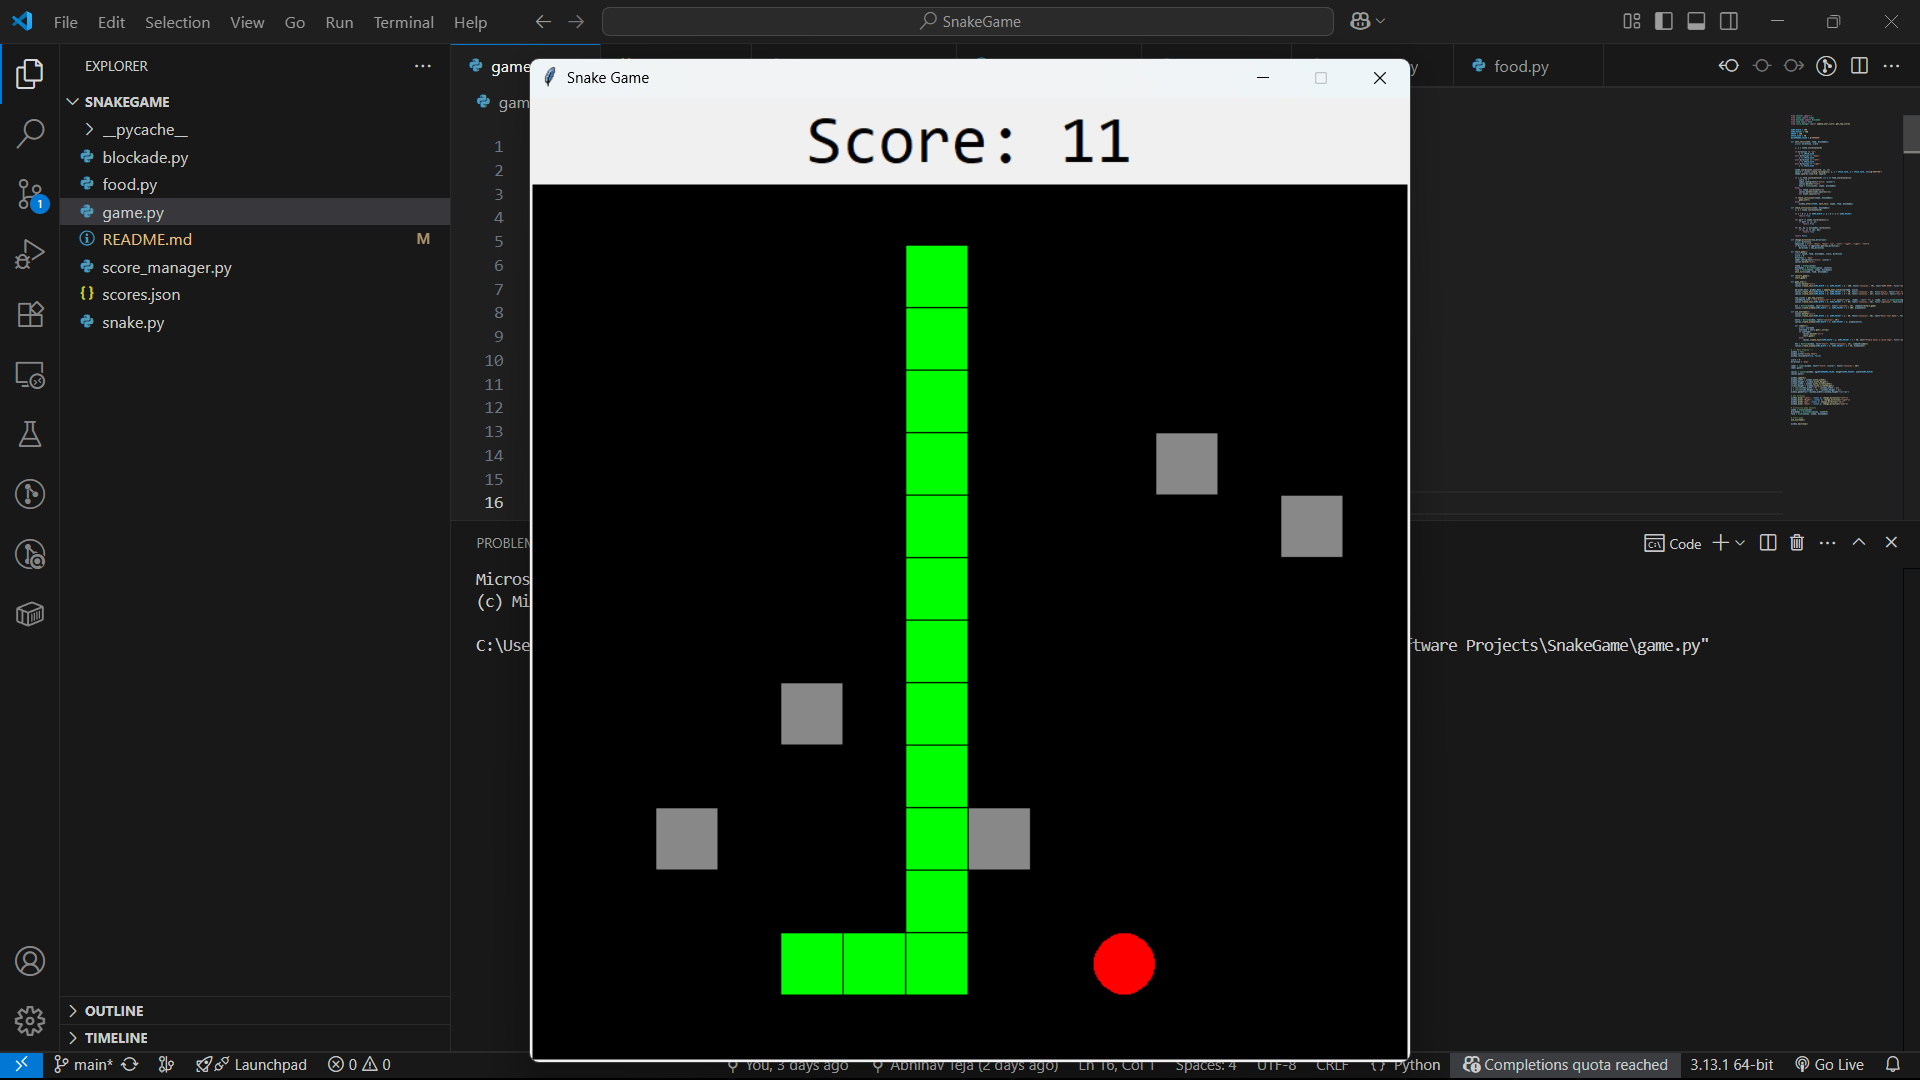 File Edit Selection View Go Run Terminal Help
SnakeGame
EXPLORER
SNAKEGAME
__pycache__
blockade.py
food.py
game.py
README.md M
score_manager.py
scores.json
snake.py
OUTLINE
TIMELINE
1
game
food.py
gam
1
2
3
4
5
6
7
8
9
10
11
12
13
14
15
16
Snake Game
Score: 11
PROBLEM
Code
Micros
(c) Mi
C:\Use
ftware Projects\SnakeGame\game.py"
main* Launchpad 0 0 You, 3 days ago Abhinav Teja (2 days ago) Ln 16, Col 1 Spaces: 4 UTF-8 CRLF Python Completions quota reached 3.13.1 64-bit Go Live